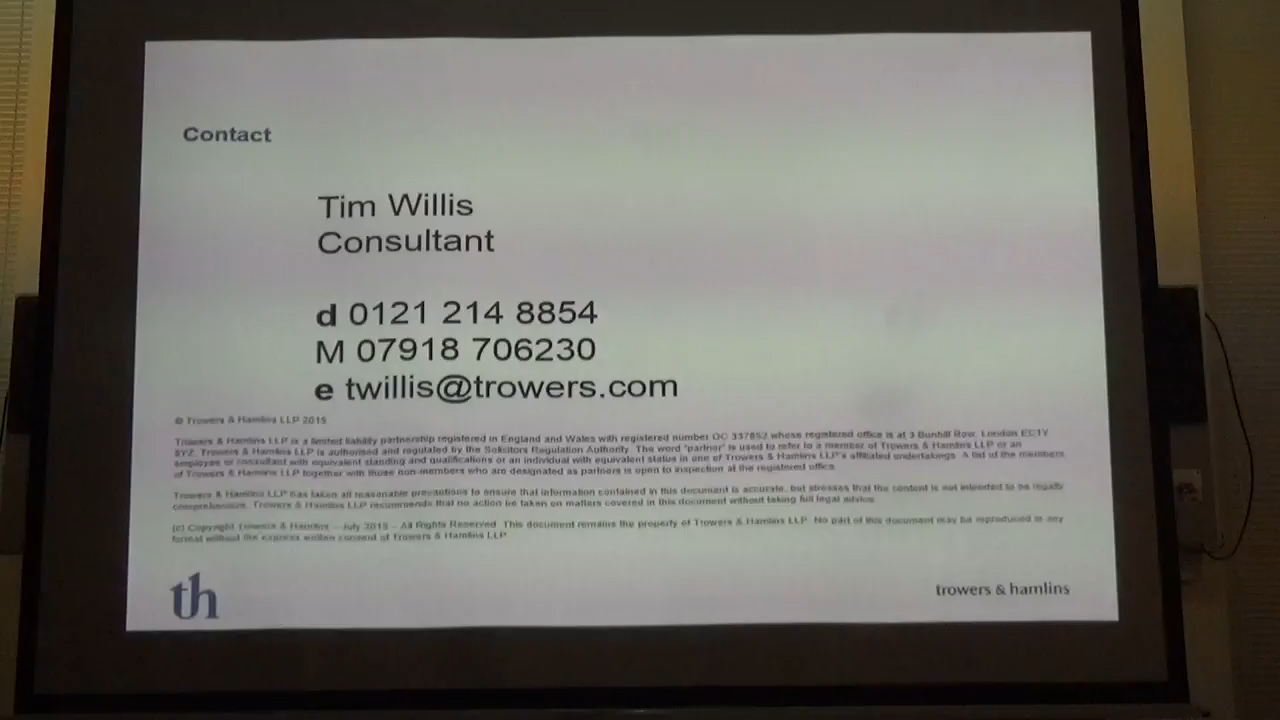 Contact
Tim Willis
Consultant
d 0121 214 8854
M 07918 706230
e twillis@trowers.com
© Trowers & Hamlins LLP 2015
Trowers & Hamlins LLP is a limited liability partnership registered in England and Wales with registered number OC 337852 whose registered office is at 3 Bunhill Row, London EC1Y
8YZ. Trowers & Hamlins LLP is authorised and regulated by the Solicitors Regulation Authority. The word "partner" is used to refer to a member of Trowers & Hamlins LLP or an
employee or consultant with equivalent standing and qualifications or an individual with equivalent status in one of Trowers & Hamlins LLP's affiliated undertakings. A list of the members
of Trowers & Hamlins LLP together with those non-members who are designated as partners is open to inspection at the registered office.
Trowers & Hamlins LLP has taken all reasonable precautions to ensure that information contained in this document is accurate, but stresses that the content is not intended to be legally
comprehensive. Trowers & Hamlins LLP recommends that no action be taken on matters covered in this document without taking full legal advice.
(c) Copyright Trowers & Hamlins – July 2015 – All Rights Reserved. This document remains the property of Trowers & Hamlins LLP. No part of this document may be reproduced in any
format without the express written consent of Trowers & Hamlins LLP.
th
trowers & hamlins